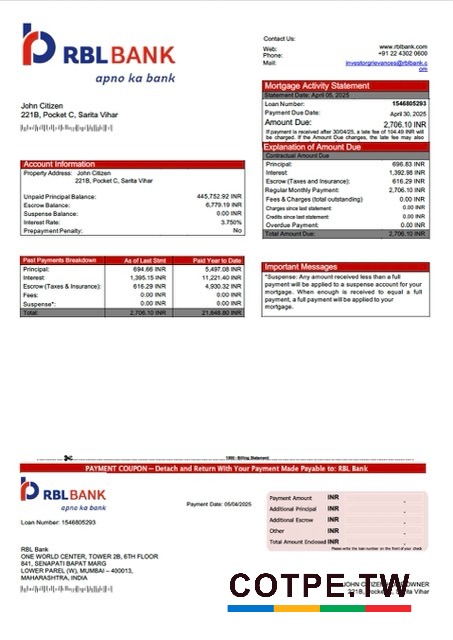 RBLBANK
apno ka bank
Contact Us:
Web: www.rblbank.com
Phone: +91 22 4302 0600
Mail: investorgrievances@rblbank.c
om
John Citizen
221B, Pocket C, Sarita Vihar
Mortgage Activity Statement
Statement Date: April 05, 2025
Loan Number: 1546805293
Payment Due Date: April 30, 2025
Amount Due: 2,706.10 INR
If payment is received after 30/04/25, a late fee of 104.49 INR will
be charged. If the Amount Due changes, the late fee may also
Explanation of Amount Due
Contractual Amount Due
Principal: 696.83 INR
Interest: 1,392.98 INR
Escrow (Taxes and Insurance): 616.29 INR
Regular Monthly Payment: 2,706.10 INR
Fees & Charges (total outstanding) 0.00 INR
Charges since last statement: 0.00 INR
Credits since last statement: 0.00 INR
Overdue Payment: 0.00 INR
Total Amount Due: 2,706.10 INR
Account Information
Property Address: John Citizen
221B, Pocket C, Sarita Vihar
Unpaid Principal Balance: 445,752.92 INR
Escrow Balance: 6,779.19 INR
Suspense Balance: 0.00 INR
Interest Rate: 3.750%
Prepayment Penalty: No
Past Payments Breakdown As of Last Stmt Paid Year to Date
Principal: 694.66 INR 5,497.08 INR
Interest: 1,395.15 INR 11,221.40 INR
Escrow (Taxes & Insurance): 616.29 INR 4,930.32 INR
Fees: 0.00 INR 0.00 INR
Suspense*: 0.00 INR 0.00 INR
Total: 2,706.10 INR 21,648.80 INR
Important Messages
*Suspense: Any amount received less than a full
payment will be applied to a suspense account for your
mortgage. When enough is received to equal a full
payment, a full payment will be applied to your
mortgage.
Billing Statement
PAYMENT COUPON – Detach and Return With Your Payment Made Payable to: RBL Bank
RBLBANK
apno ka bank
Payment Date: 05/04/2025
Loan Number: 1546805293
Payment Amount INR -
Additional Principal INR -
Additional Escrow INR -
Other INR -
Total Amount Enclosed INR -
Please write the loan number on the front of your check
RBL Bank
ONE WORLD CENTER, TOWER 2B, 6TH FLOOR
841, SENAPATI BAPAT MARG
LOWER PAREL (W), MUMBAI – 400013,
MAHARASHTRA, INDIA
COTPE.TW